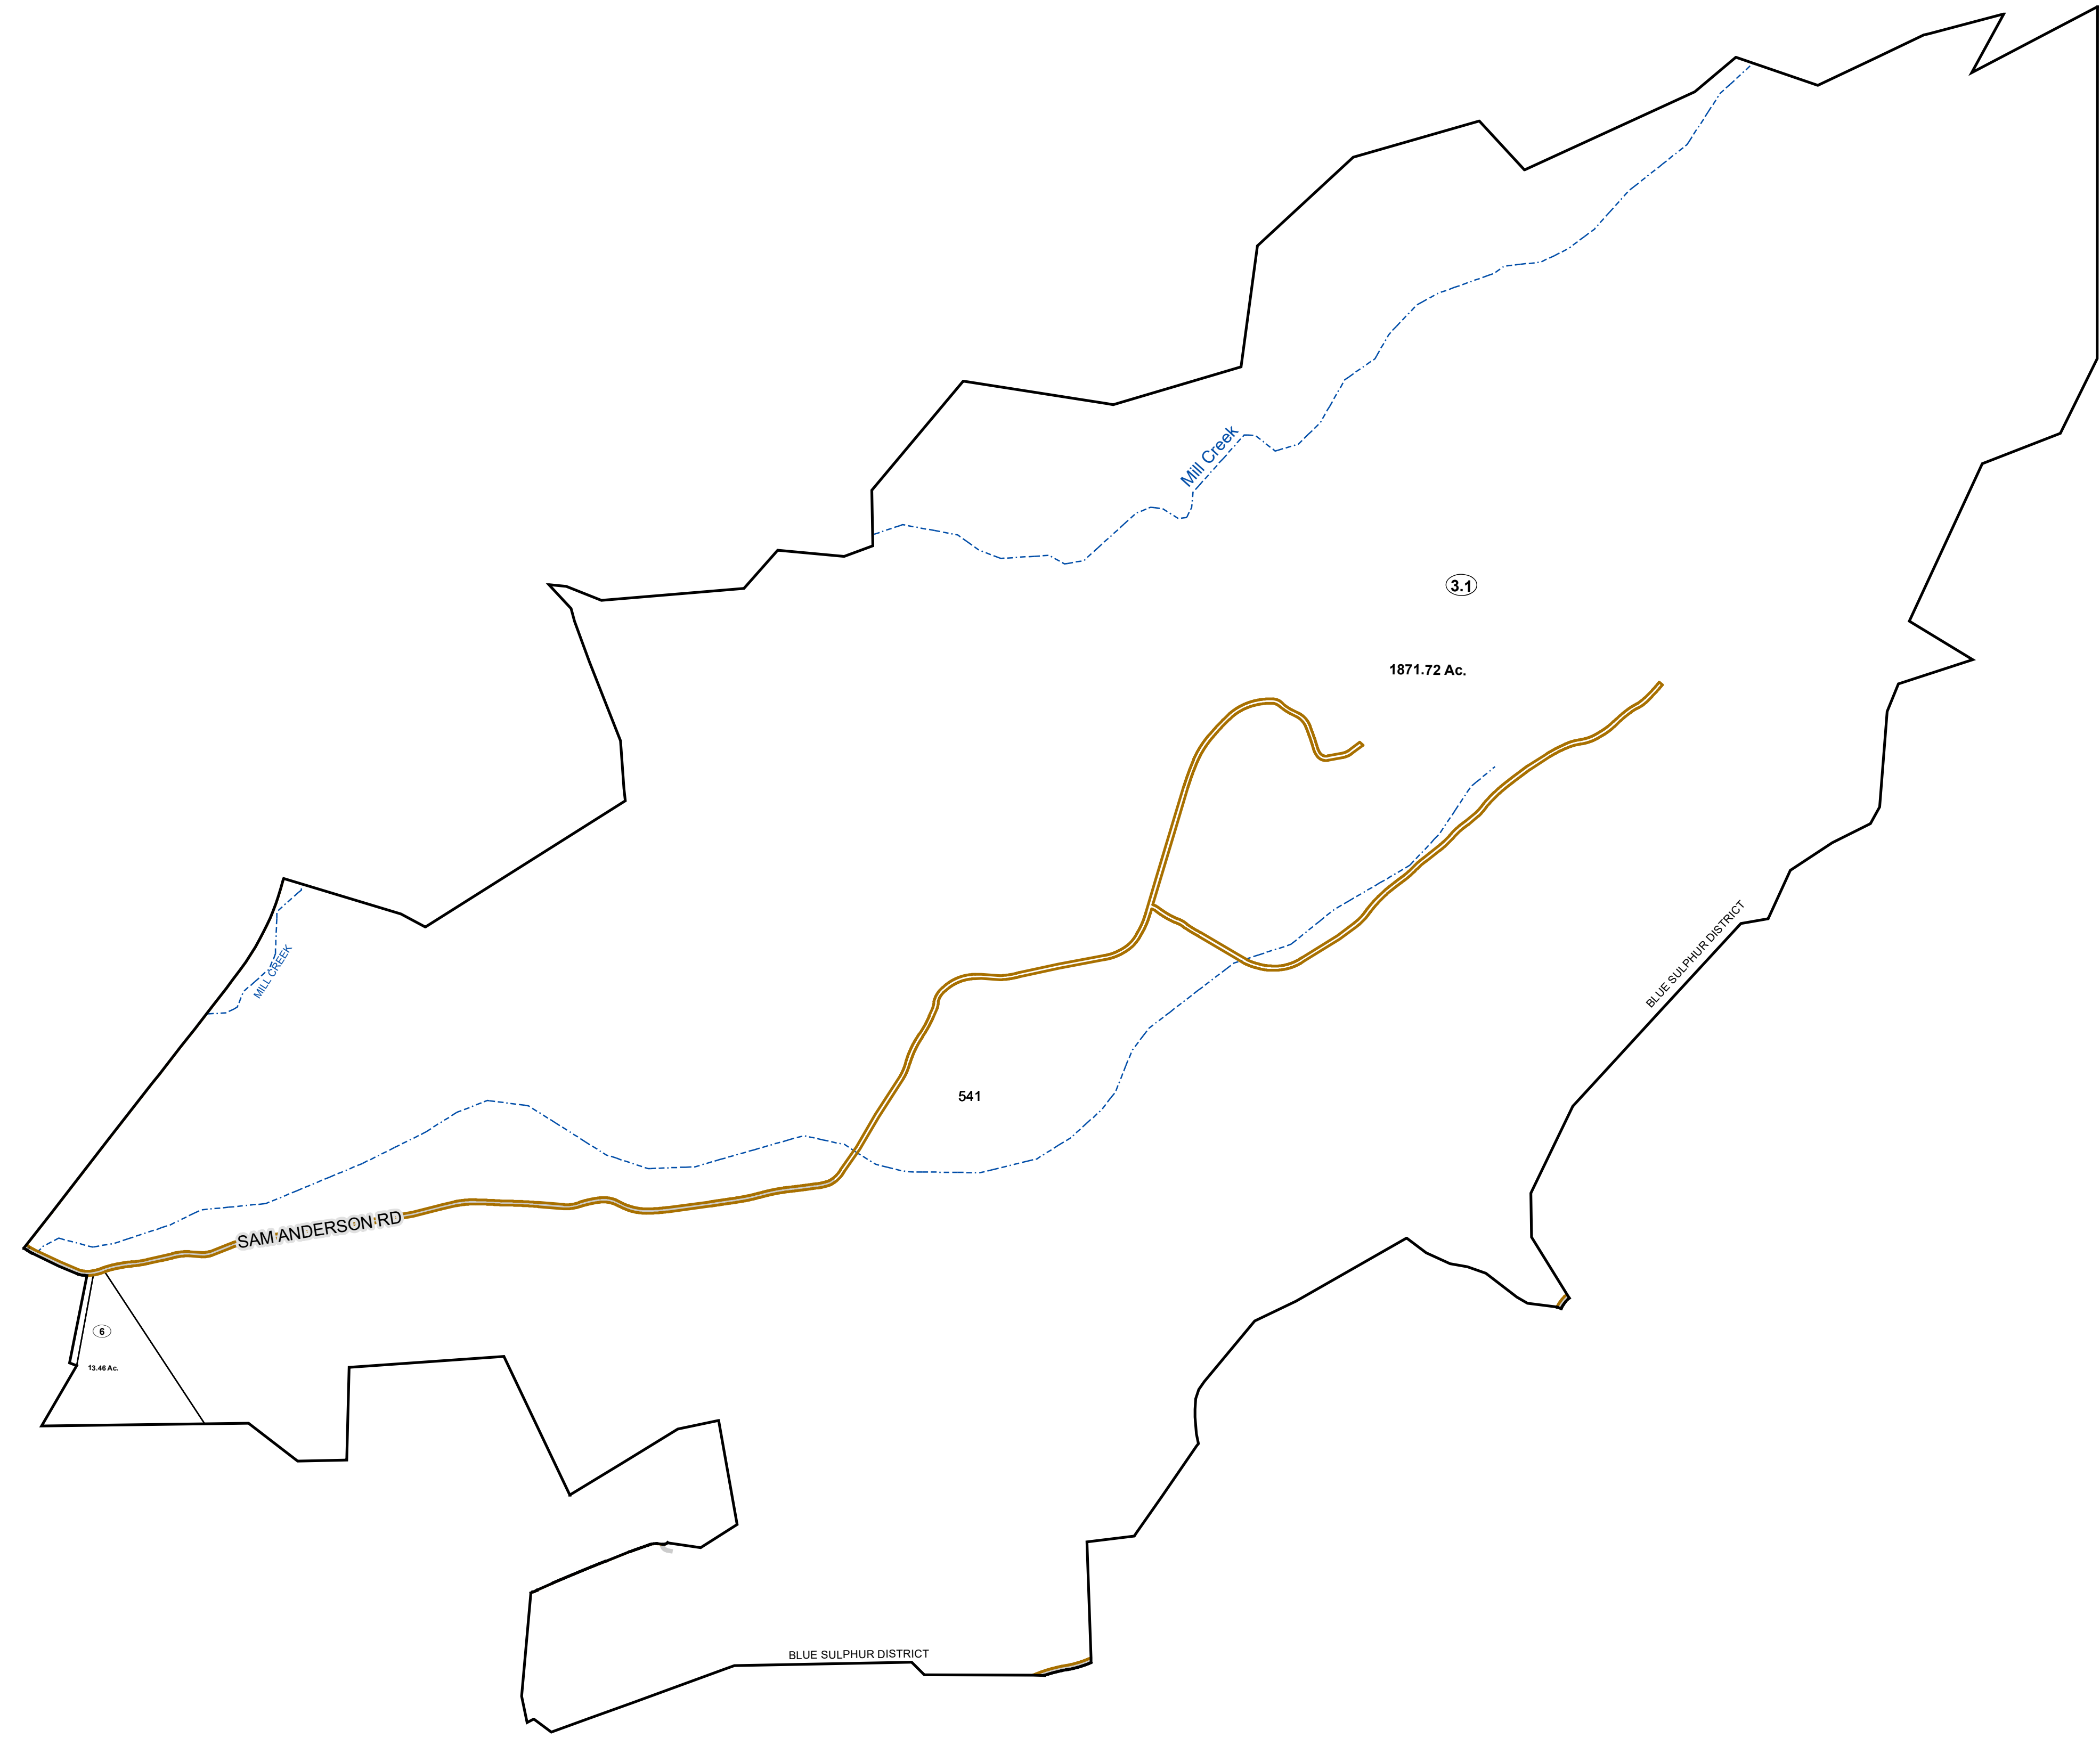 Mill Creek
3.1
1871.72 Ac.
BLUE SULPHUR DISTRICT
MILL CREEK
541
SAM ANDERSON RD
6
13.46 Ac.
BLUE SULPHUR DISTRICT